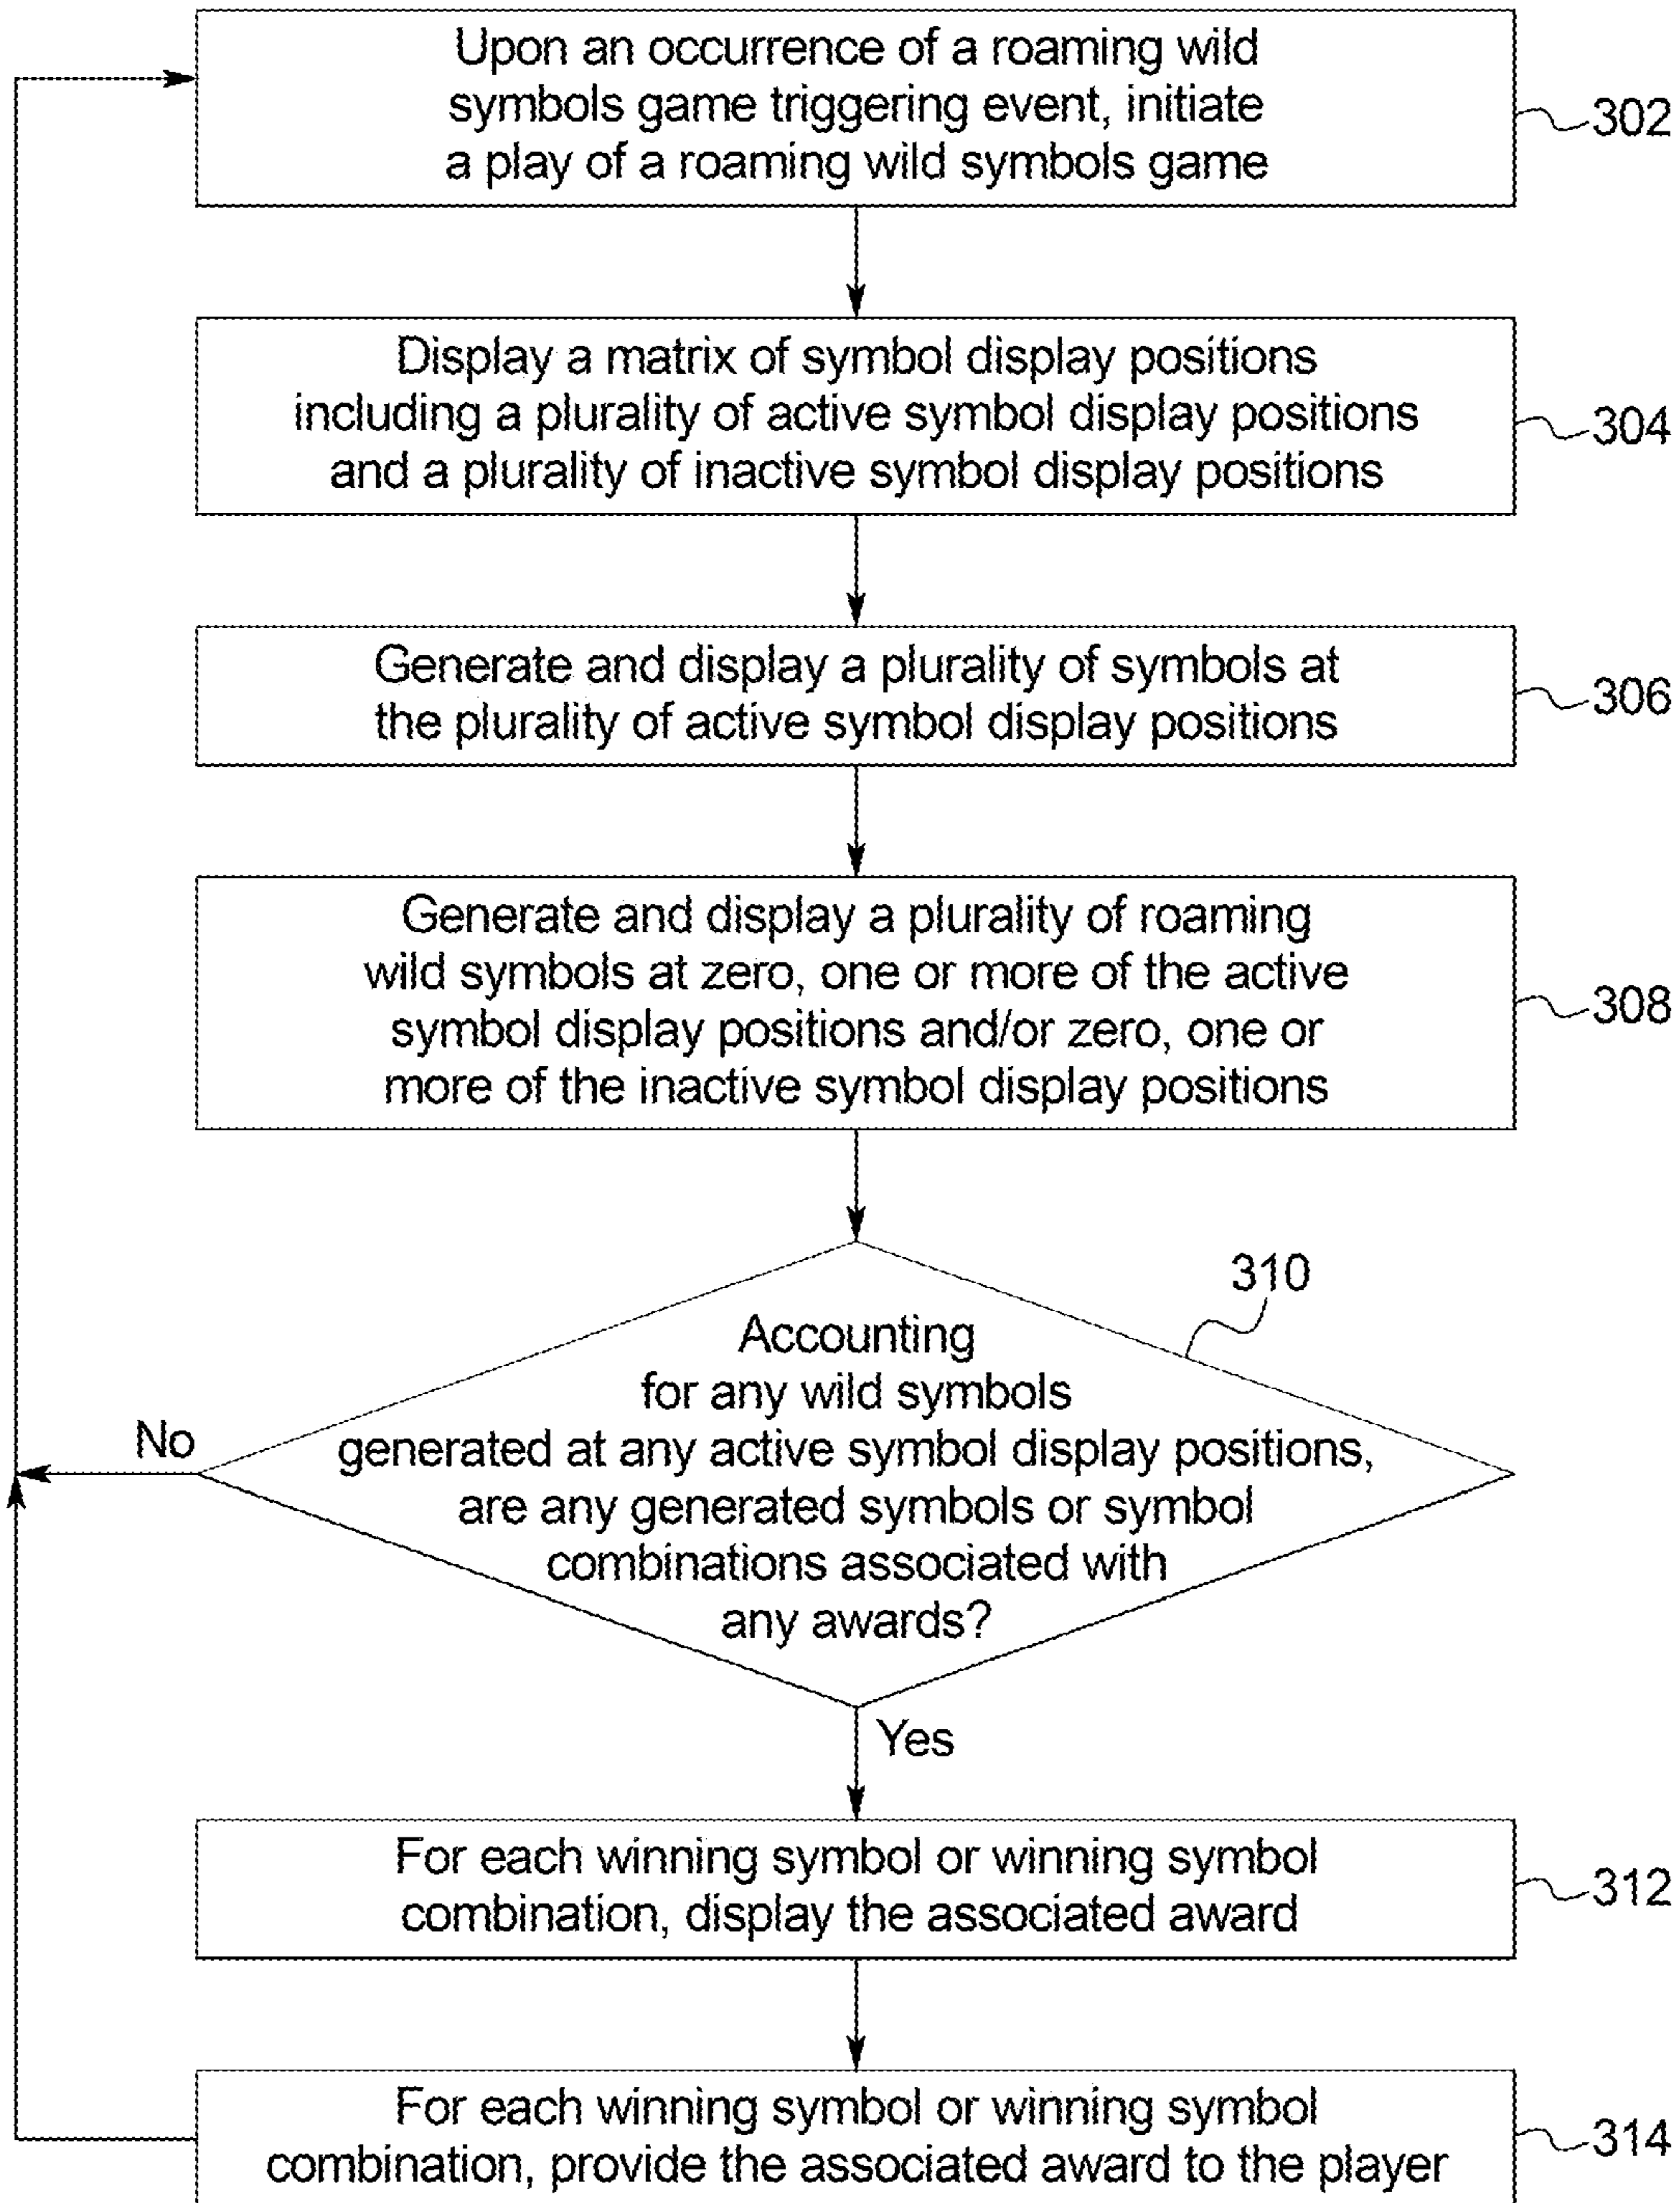 Upon an occurrence of a roaming wild
symbols game triggering event, initiate
a play of a roaming wild symbols game
302
Display a matrix of symbol display positions
including a plurality of active symbol display positions
and a plurality of inactive symbol display positions
304
Generate and display a plurality of symbols at
the plurality of active symbol display positions
306
Generate and display a plurality of roaming
wild symbols at zero, one or more of the active
symbol display positions and/or zero, one or
more of the inactive symbol display positions
308
310
Accounting
for any wild symbols
generated at any active symbol display positions,
are any generated symbols or symbol
combinations associated with
any awards?
No
Yes
For each winning symbol or winning symbol
combination, display the associated award
312
For each winning symbol or winning symbol
combination, provide the associated award to the player
314